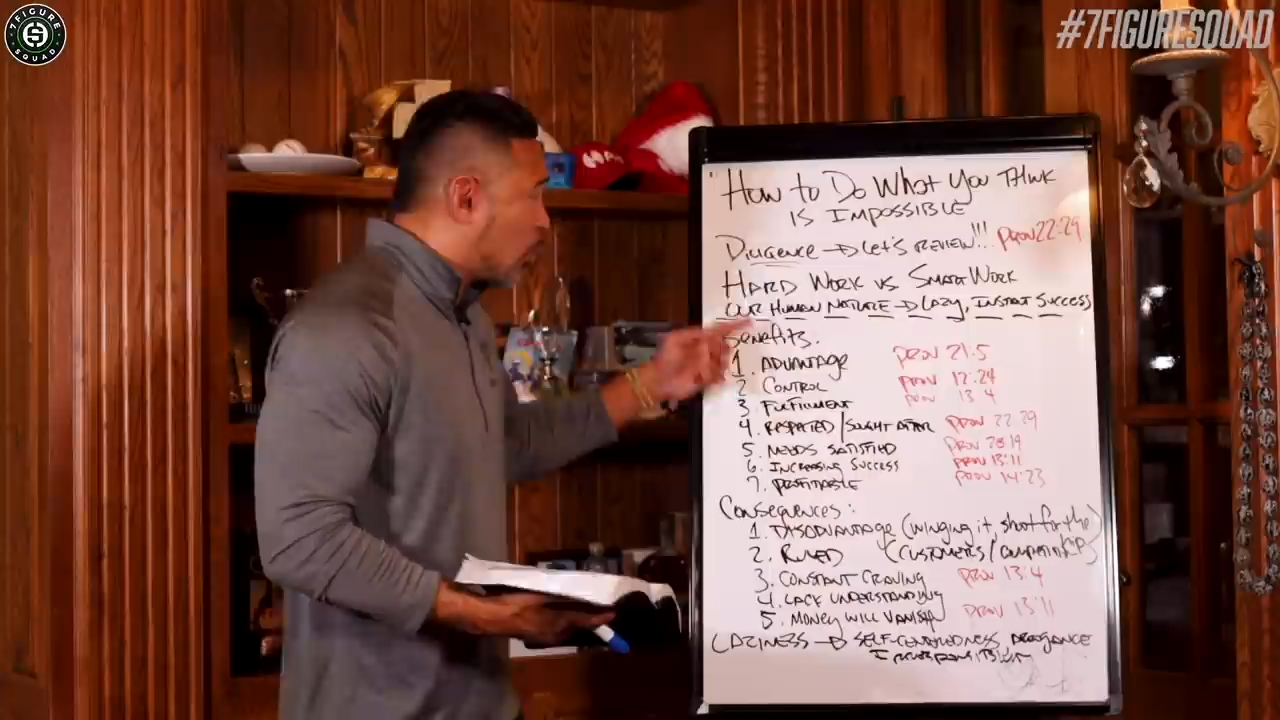 7FIGURE
SQUAD
#7FIGURESQUAD
"How to Do What You THink
is Impossible
Diligence → Let's Review!!! Prov 22:29
HARD Work vs Smart Work
Our Human Nature → Lazy, Instant Success
Benefits:
1. ADVANTAGE Prov 21:5
2 Control Prov 12:24
3 Fulfillment Prov 13:4
4. Respected/Sought After Prov 22:29
5. Needs Satisfied Prov 28:19
6. Increasing Success Prov 13:11
7. Profitable Prov 14:23
Consequences:
1. DISADVANTAGE (winging it, shoot for the hip)
2. Ruled (Customers/
3. Constant Craving Prov 13:4
4. Lack Understanding
5. Money will Vanish Prov 13:11
Laziness → Self-Centeredness, Arrogance